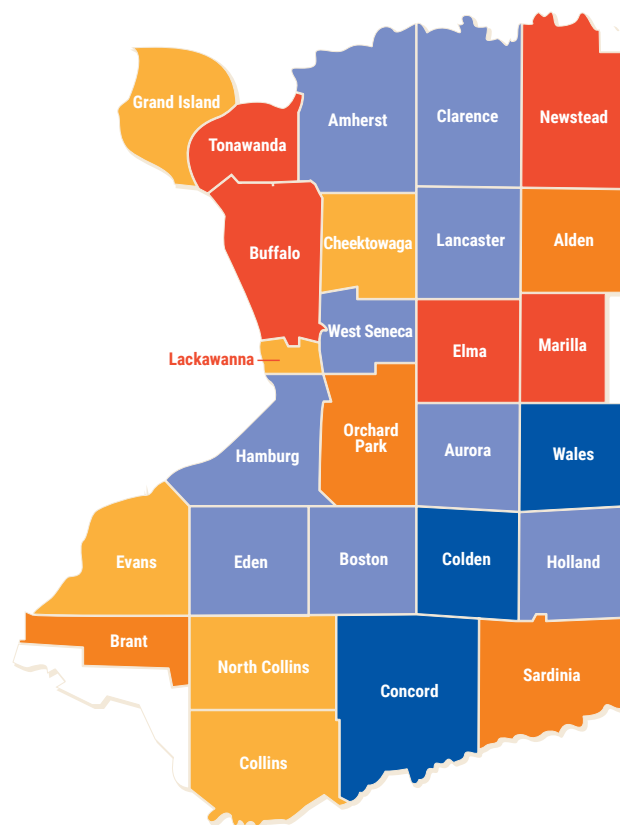 Grand Island
Tonawanda
Amherst
Clarence
Newstead
Buffalo
Cheektowaga
Lancaster
Alden
West Seneca
Lackawanna
Elma
Marilla
Hamburg
Orchard
Park
Aurora
Wales
Evans
Eden
Boston
Colden
Holland
Brant
North Collins
Concord
Sardinia
Collins